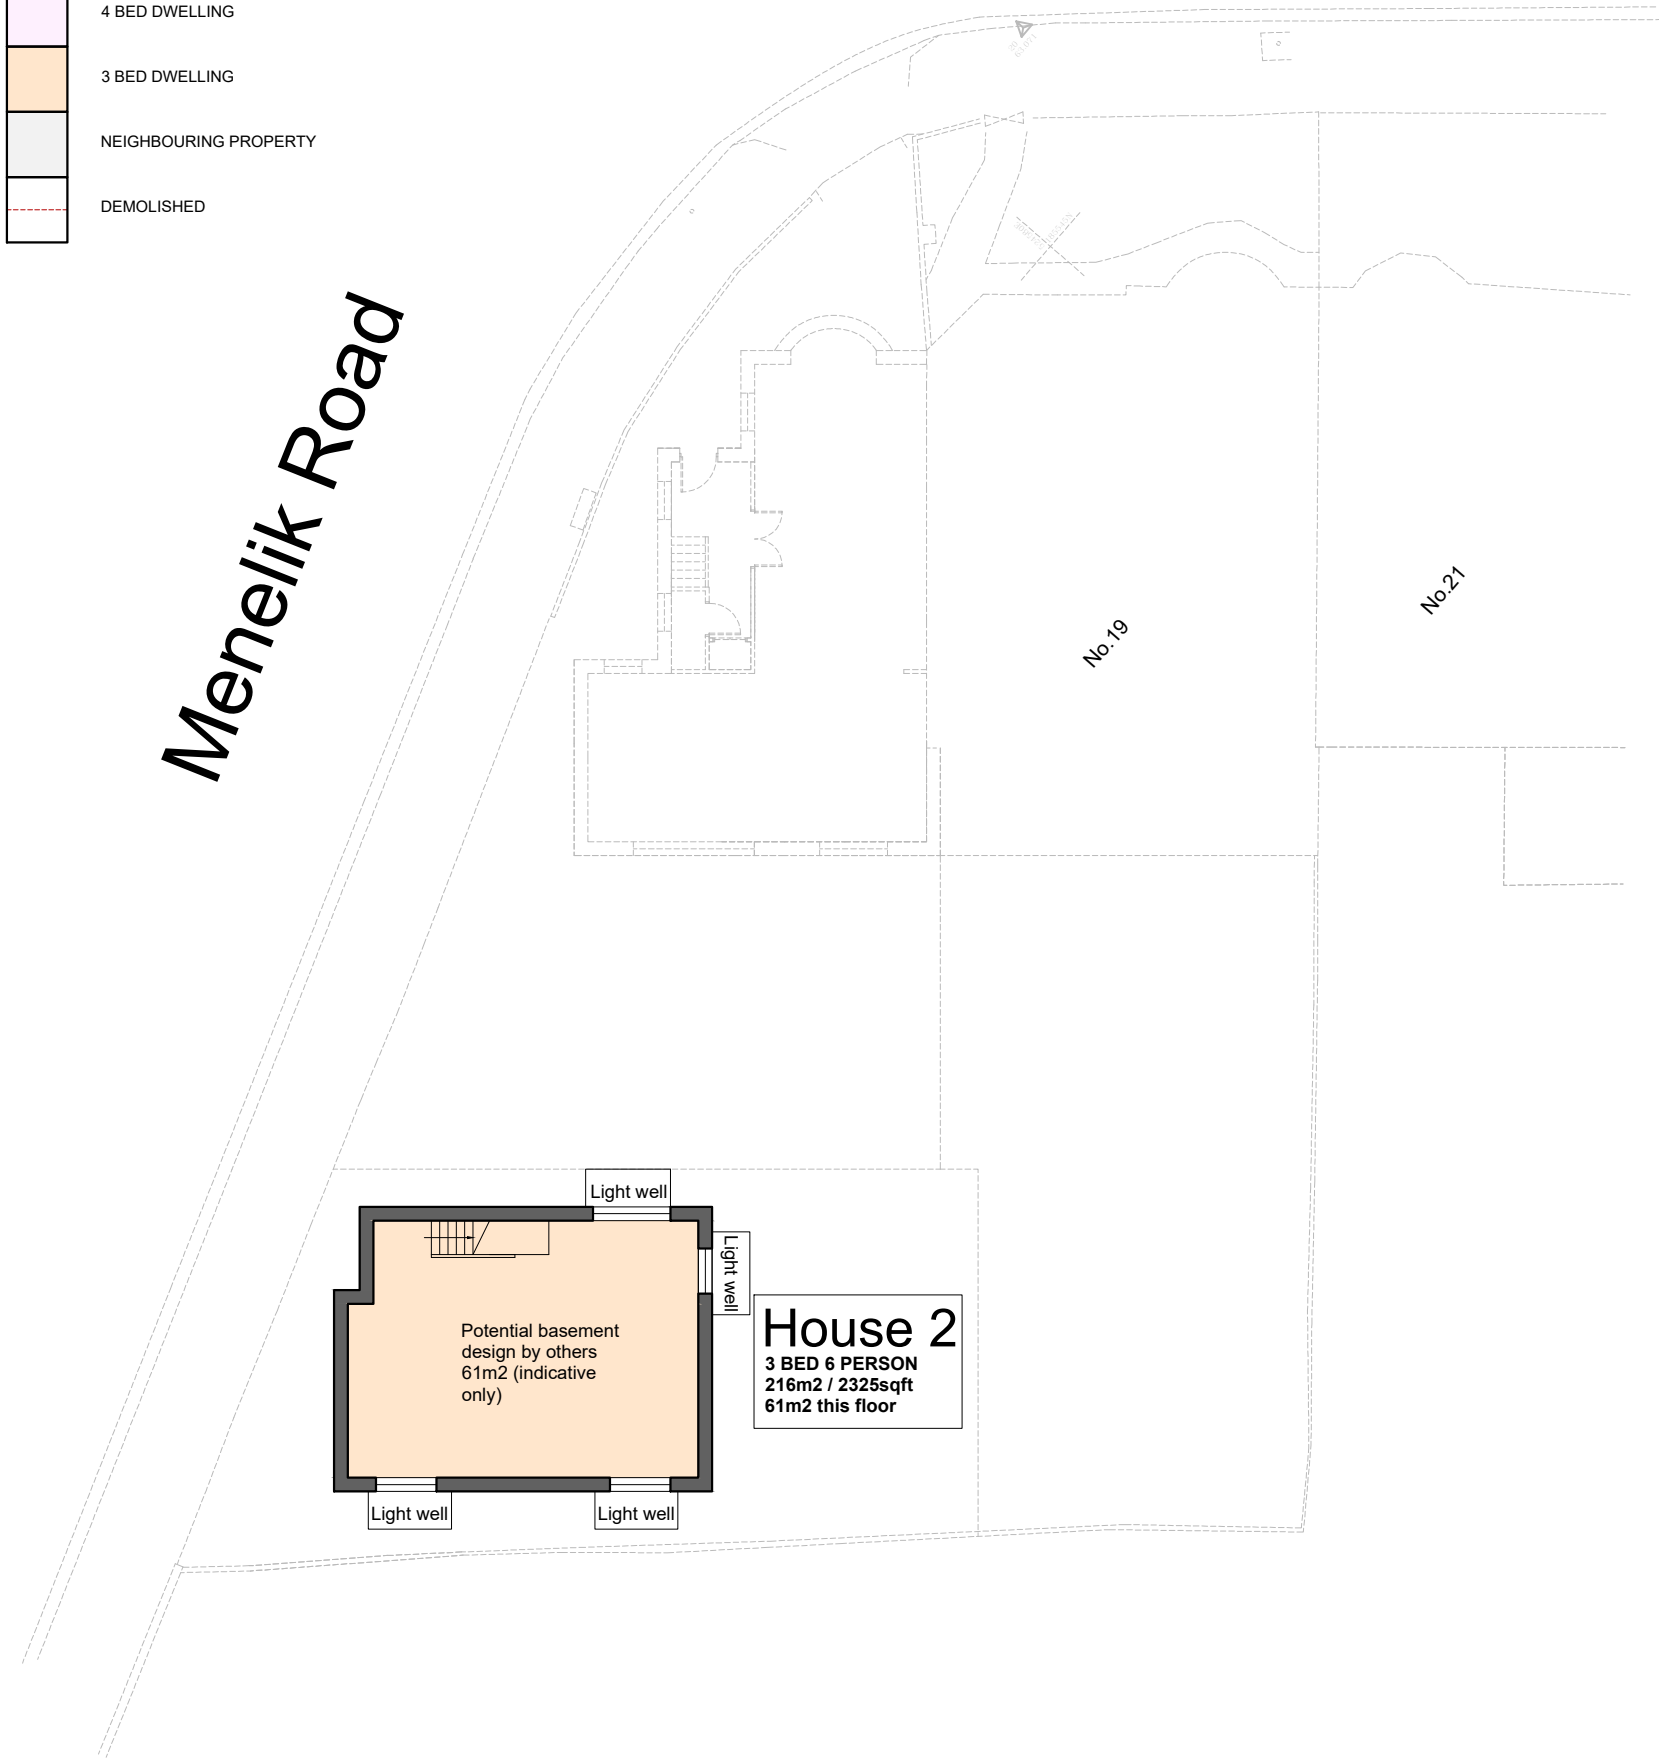 4 BED DWELLING
3 BED DWELLING
NEIGHBOURING PROPERTY
DEMOLISHED
Menelik Road
No.21
No.19
Light well
Light well
House 2
3 BED 6 PERSON
216m2 / 2325sqft
61m2 this floor
Potential basement
design by others
61m2 (indicative
only)
Light well
Light well